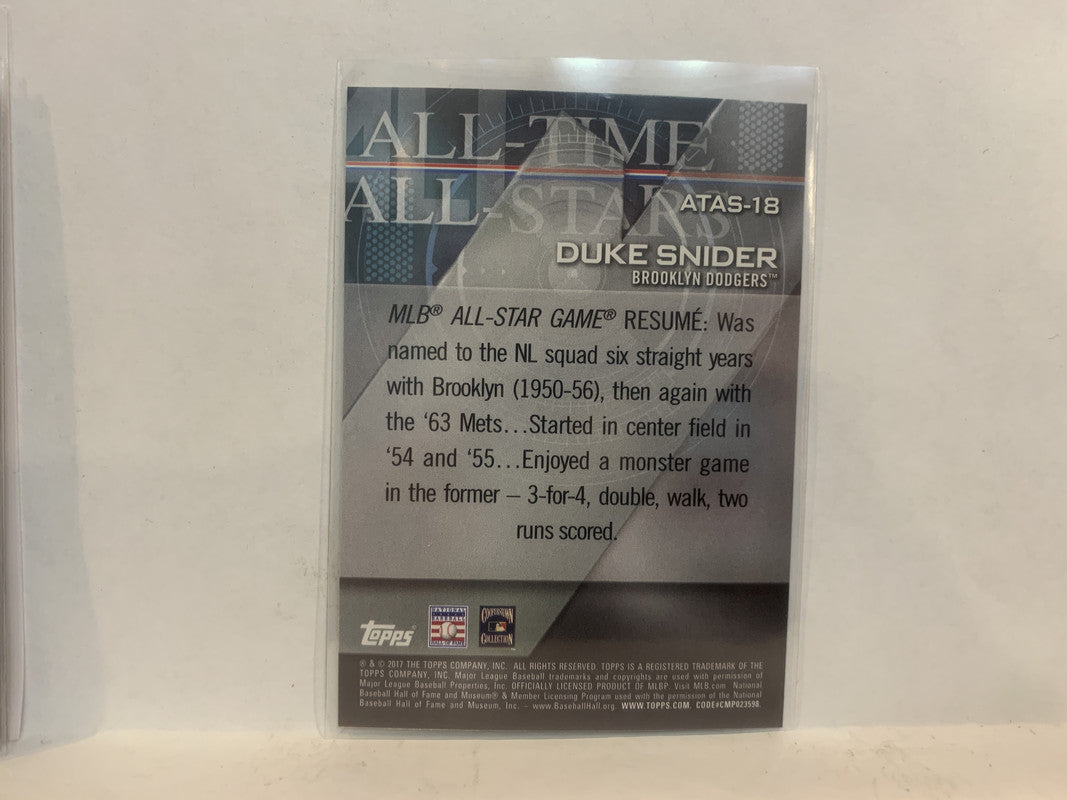 ALL-TIME
ALL-STARS
ATAS-18
DUKE SNIDER
BROOKLYN DODGERS™
MLB® ALL-STAR GAME® RESUMÉ: Was
named to the NL squad six straight years
with Brooklyn (1950-56), then again with
the ‘63 Mets...Started in center field in
‘54 and ‘55...Enjoyed a monster game
in the former – 3-for-4, double, walk, two
runs scored.
topps®
NATIONAL
BASEBALL
HALL OF FAME
COOPERSTOWN
COLLECTION
™
® & © 2017 THE TOPPS COMPANY, INC. ALL RIGHTS RESERVED. TOPPS IS A REGISTERED TRADEMARK OF THE
TOPPS COMPANY, INC. Major League Baseball trademarks and copyrights are used with permission of
Major League Baseball Properties, Inc. OFFICIALLY LICENSED PRODUCT OF MLBP. Visit MLB.com National
Baseball Hall of Fame and Museum® & Member Licensing Program used with the permission of the National
Baseball Hall of Fame and Museum, Inc. – www.BaseballHall.org. WWW.TOPPS.COM. CODE#CMP023598.